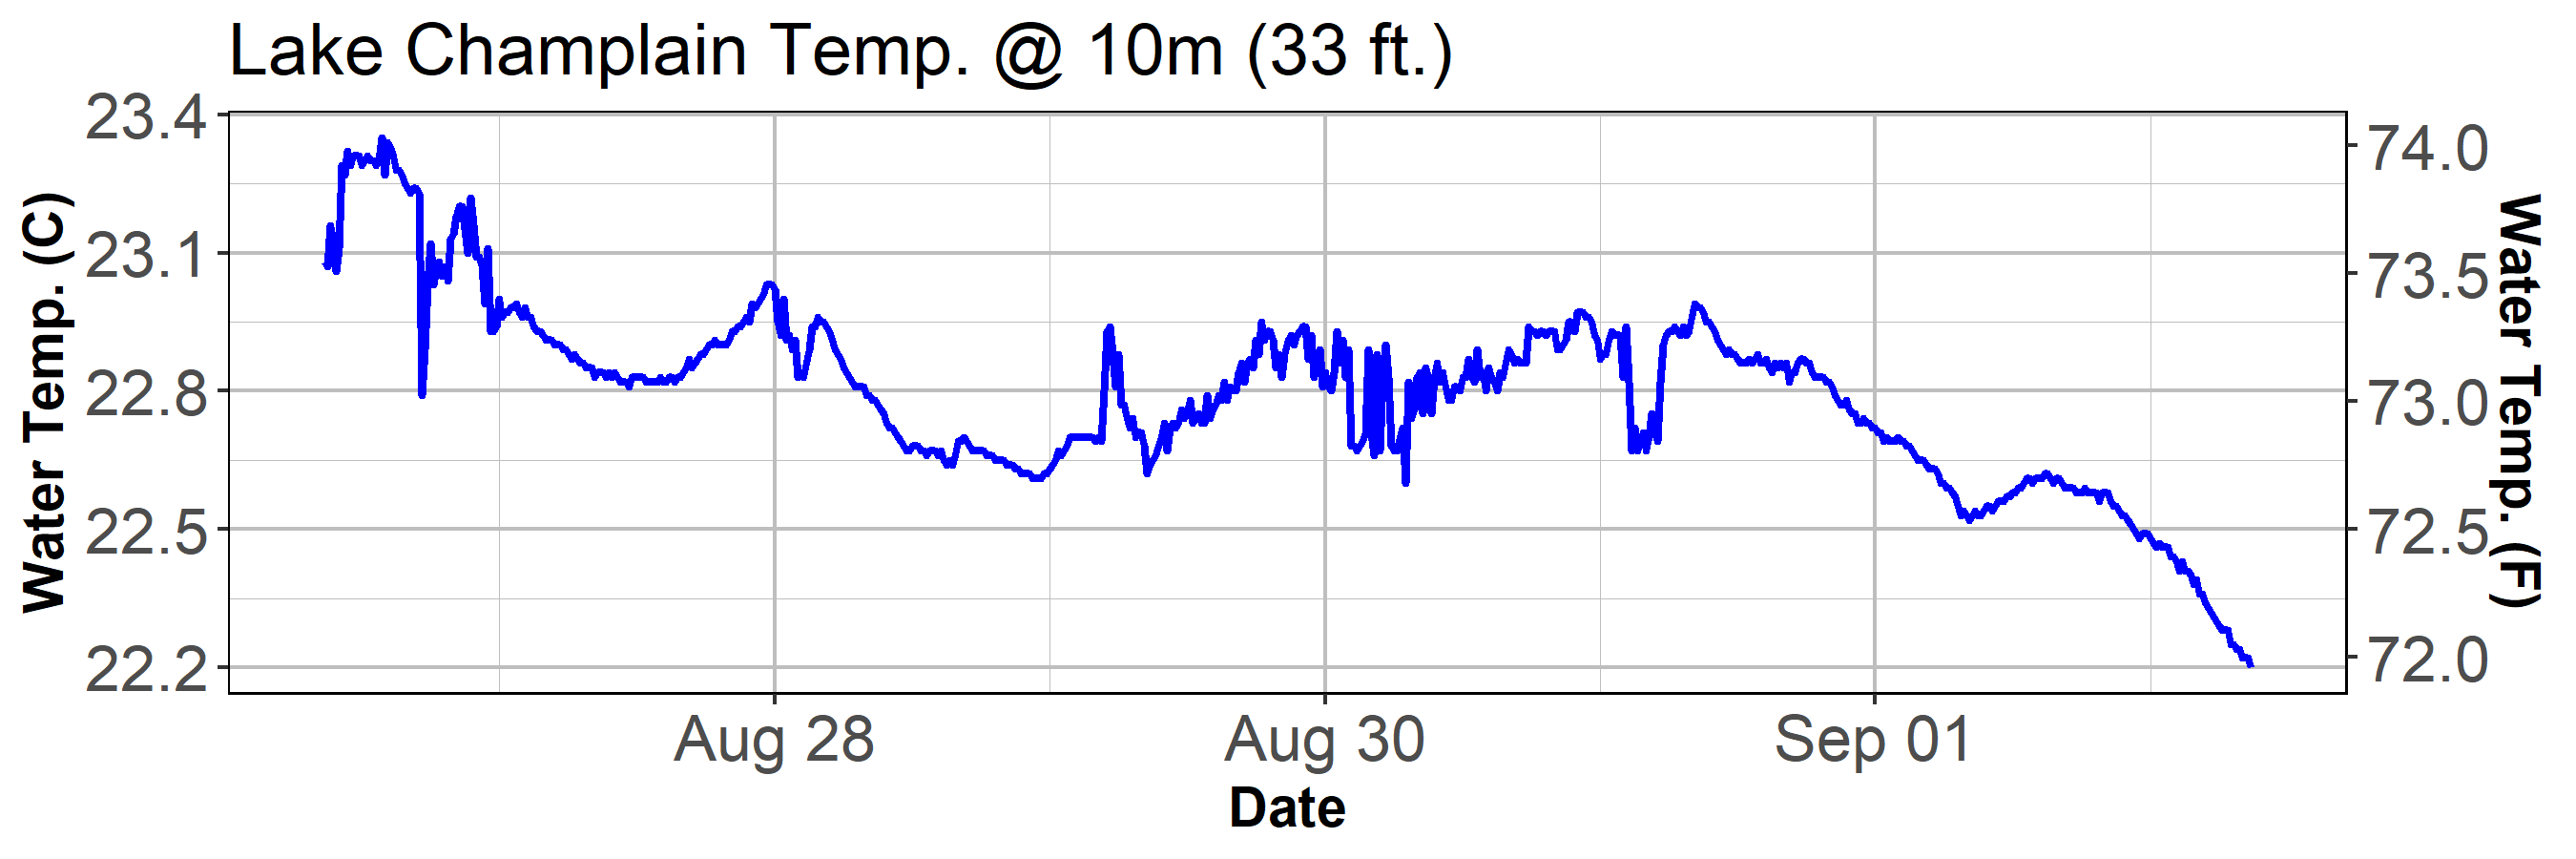 Lake Champlain Temp. @ 10m (33 ft.)
Water Temp. (C)
23.4
23.1
22.8
22.5
22.2
74.0
73.5
73.0
72.5
72.0
Water Temp. (F)
Aug 28
Aug 30
Sep 01
Date